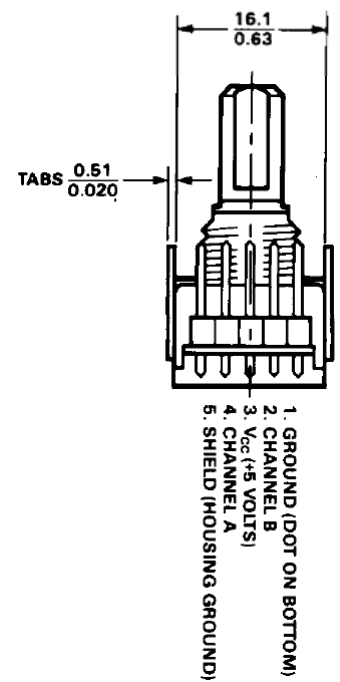 16.1
0.63
TABS 0.51
0.020
1. GROUND (DOT ON BOTTOM)
2. CHANNEL B
3. Vcc (+5 VOLTS)
4. CHANNEL A
5. SHIELD (HOUSING GROUND)